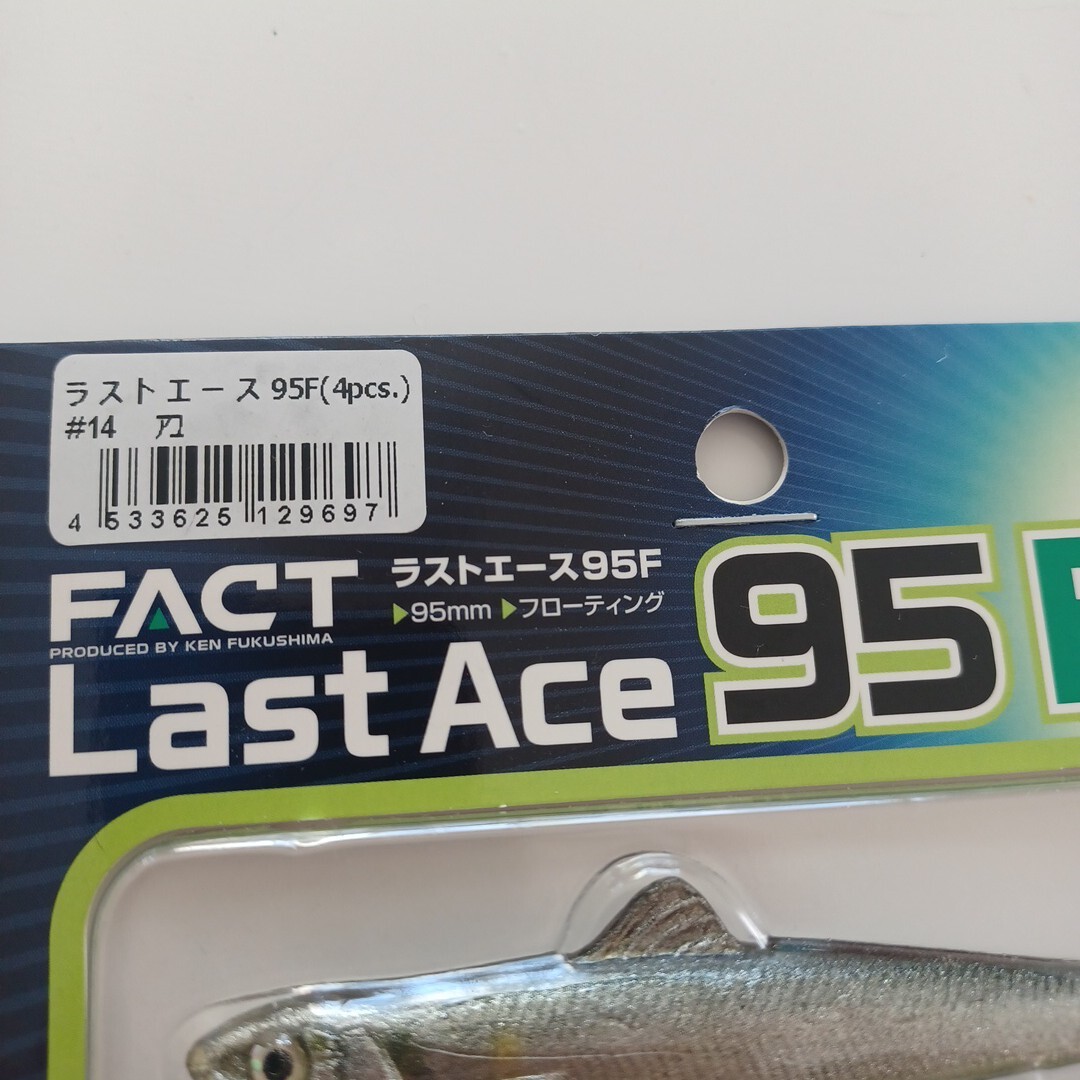 ラストエース 95F(4pcs.)
#14 アユ
4 533625 129697
FACT
PRODUCED BY KEN FUKUSHIMA
ラストエース95F
▶95mm ▶フローティング
Last Ace 95